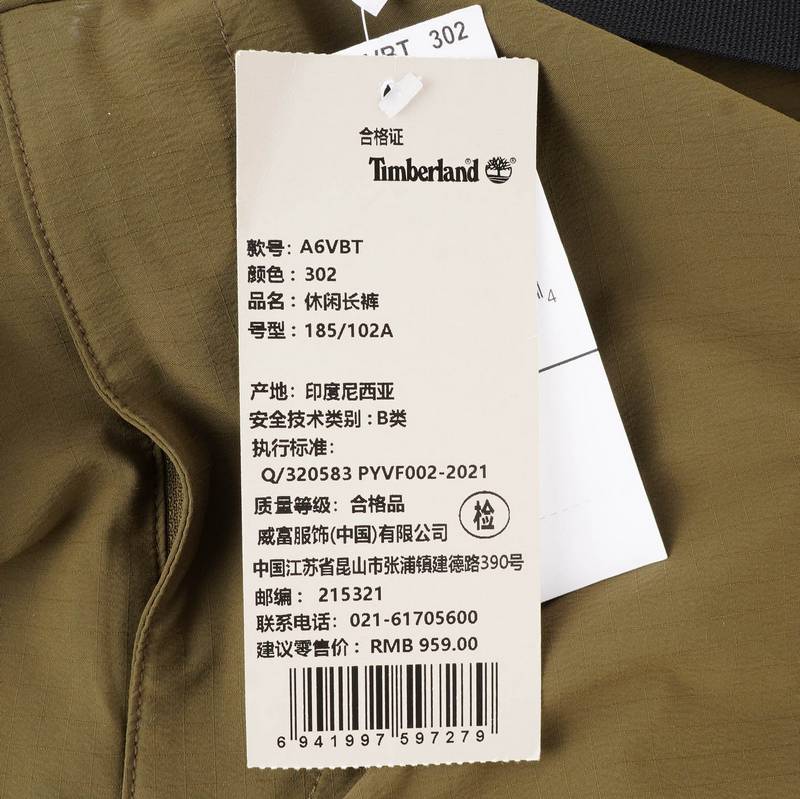 VBT 302
合格证
Timberland®
款号：A6VBT
颜色：302
品名：休闲长裤
号型：185/102A
产地：印度尼西亚
安全技术类别：B类
执行标准：
Q/320583 PYVF002-2021
质量等级：合格品
检
威富服饰(中国)有限公司
中国江苏省昆山市张浦镇建德路390号
邮编：215321
联系电话：021-61705600
建议零售价：RMB 959.00
6 941997 597279
4